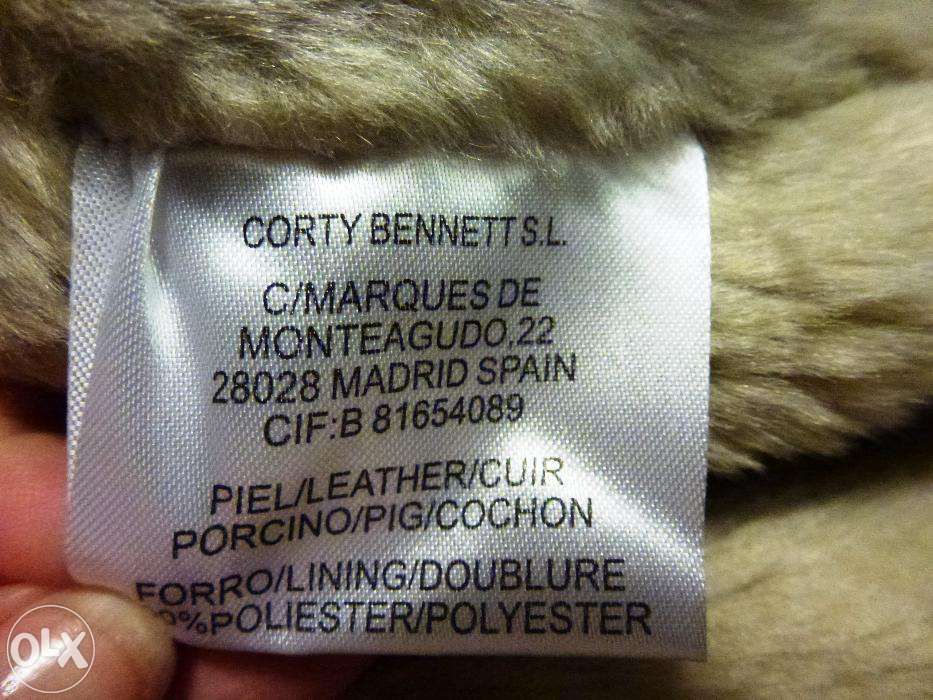 CORTY BENNETT S.L.
C/MARQUES DE
MONTEAGUDO,22
28028 MADRID SPAIN
CIF:B 81654089
PIEL/LEATHER/CUIR
PORCINO/PIG/COCHON
FORRO/LINING/DOUBLURE
%POLIESTER/POLYESTER
OLX